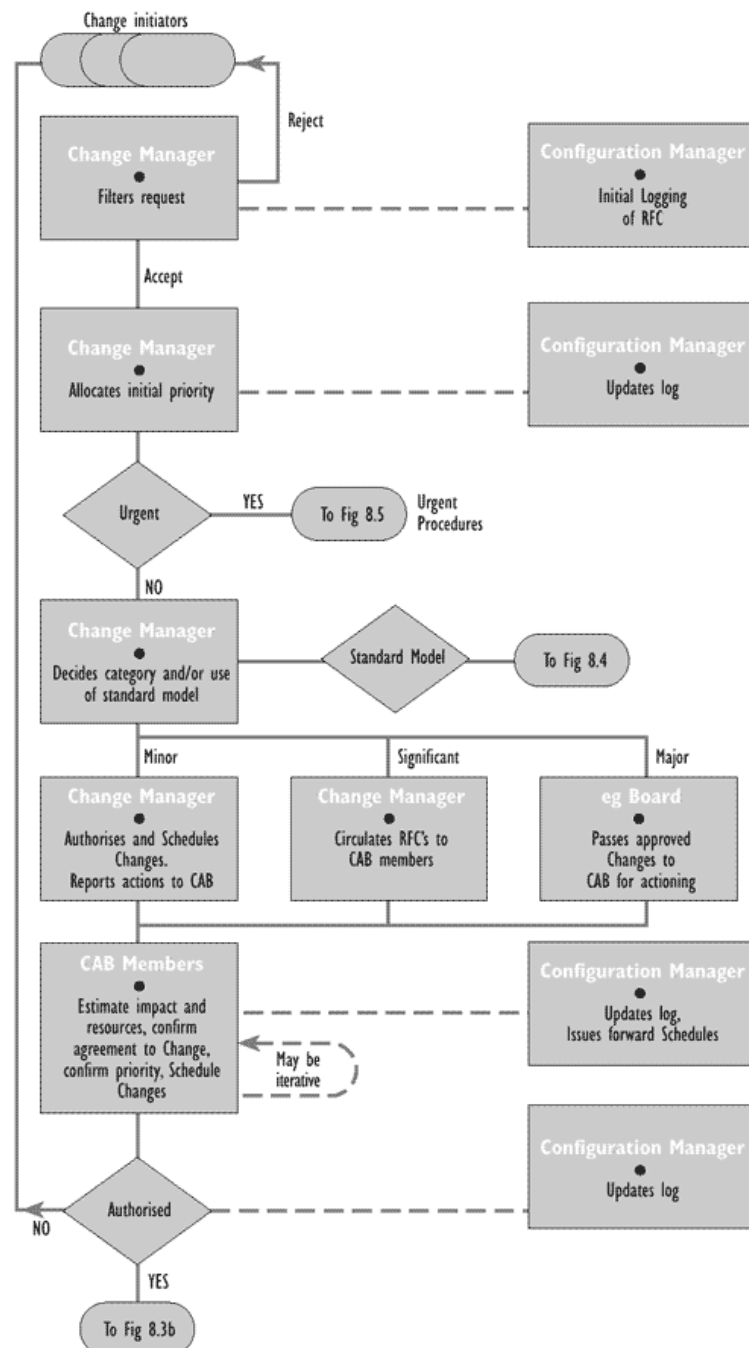 Change initiators
Reject
Change Manager
Filters request
Configuration Manager
Initial Logging
of RFC
Accept
Change Manager
Allocates initial priority
Configuration Manager
Updates log
Urgent
YES
To Fig 8.5
Urgent
Procedures
NO
Change Manager
Decides category and/or use
of standard model
Standard Model
To Fig 8.4
Minor
Significant
Major
Change Manager
Authorises and Schedules
Changes.
Reports actions to CAB
Change Manager
Circulates RFC's to
CAB members
eg Board
Passes approved
Changes to
CAB for actioning
CAB Members
Estimate impact and
resources, confirm
agreement to Change,
confirm priority, Schedule
Changes
May be
iterative
Configuration Manager
Updates log,
Issues forward Schedules
Authorised
NO
Configuration Manager
Updates log
YES
To Fig 8.3b